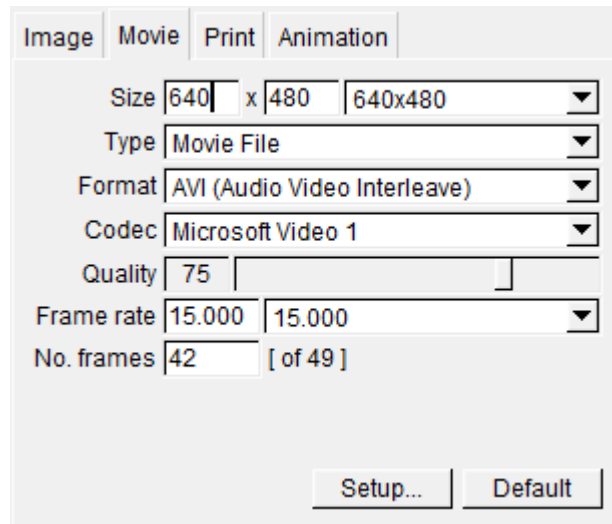 Image Movie Print Animation
Size 640 x 480 640x480
Type Movie File
Format AVI (Audio Video Interleave)
Codec Microsoft Video 1
Quality 75
Frame rate 15.000 15.000
No. frames 42 [ of 49 ]
Setup... Default